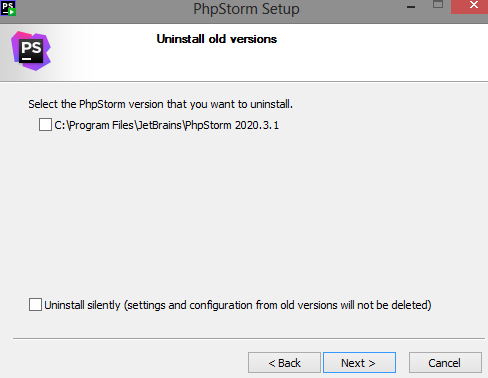 PS
PhpStorm Setup
PS
Uninstall old versions
Select the PhpStorm version that you want to uninstall.
C:\Program Files\JetBrains\PhpStorm 2020.3.1
Uninstall silently (settings and configuration from old versions will not be deleted)
< Back
Next >
Cancel